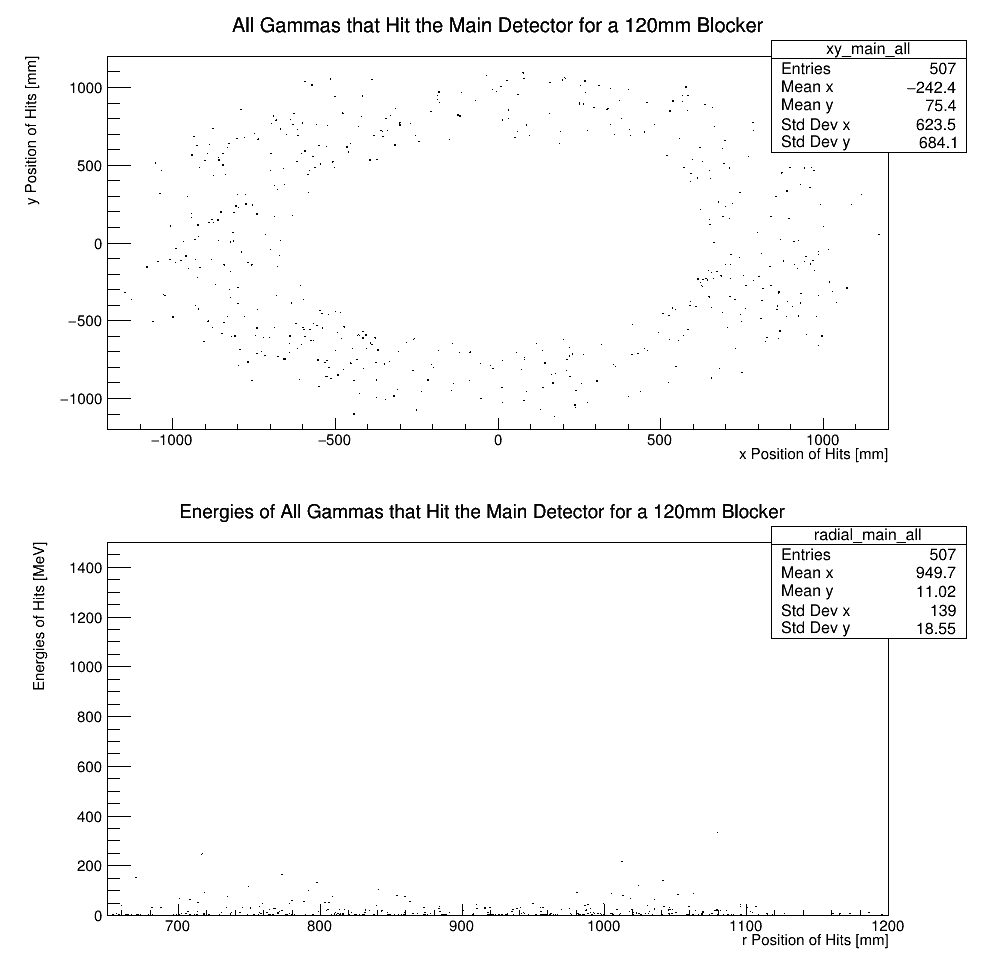 All Gammas that Hit the Main Detector for a 120mm Blocker
xy_main_all
Entries 507
Mean x −242.4
Mean y 75.4
Std Dev x 623.5
Std Dev y 684.1
y Position of Hits [mm]
1000
500
0
−500
−1000
−1000 −500 0 500 1000
x Position of Hits [mm]
Energies of All Gammas that Hit the Main Detector for a 120mm Blocker
radial_main_all
Entries 507
Mean x 949.7
Mean y 11.02
Std Dev x 139
Std Dev y 18.55
Energies of Hits [MeV]
1400
1200
1000
800
600
400
200
0
700 800 900 1000 1100 1200
r Position of Hits [mm]